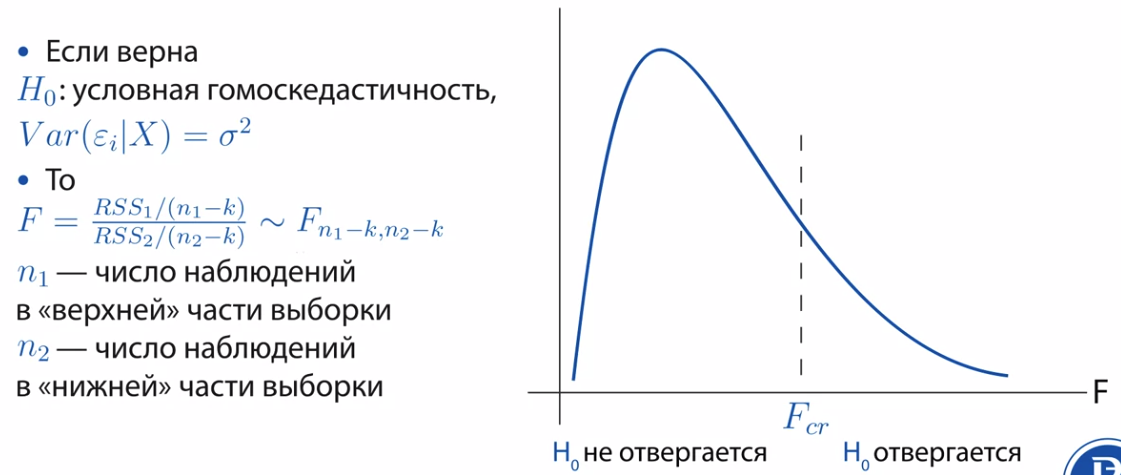 • Если верна
H₀: условная гомоскедастичность,
Var(εᵢ|X) = σ²
• То
F = RSS₁/(n₁−k) / RSS₂/(n₂−k) ∼ Fₙ₁₋ₖ,ₙ₂₋ₖ
n₁ — число наблюдений
в «верхней» части выборки
n₂ — число наблюдений
в «нижней» части выборки
F
F_cr
H₀ не отвергается
H₀ отвергается